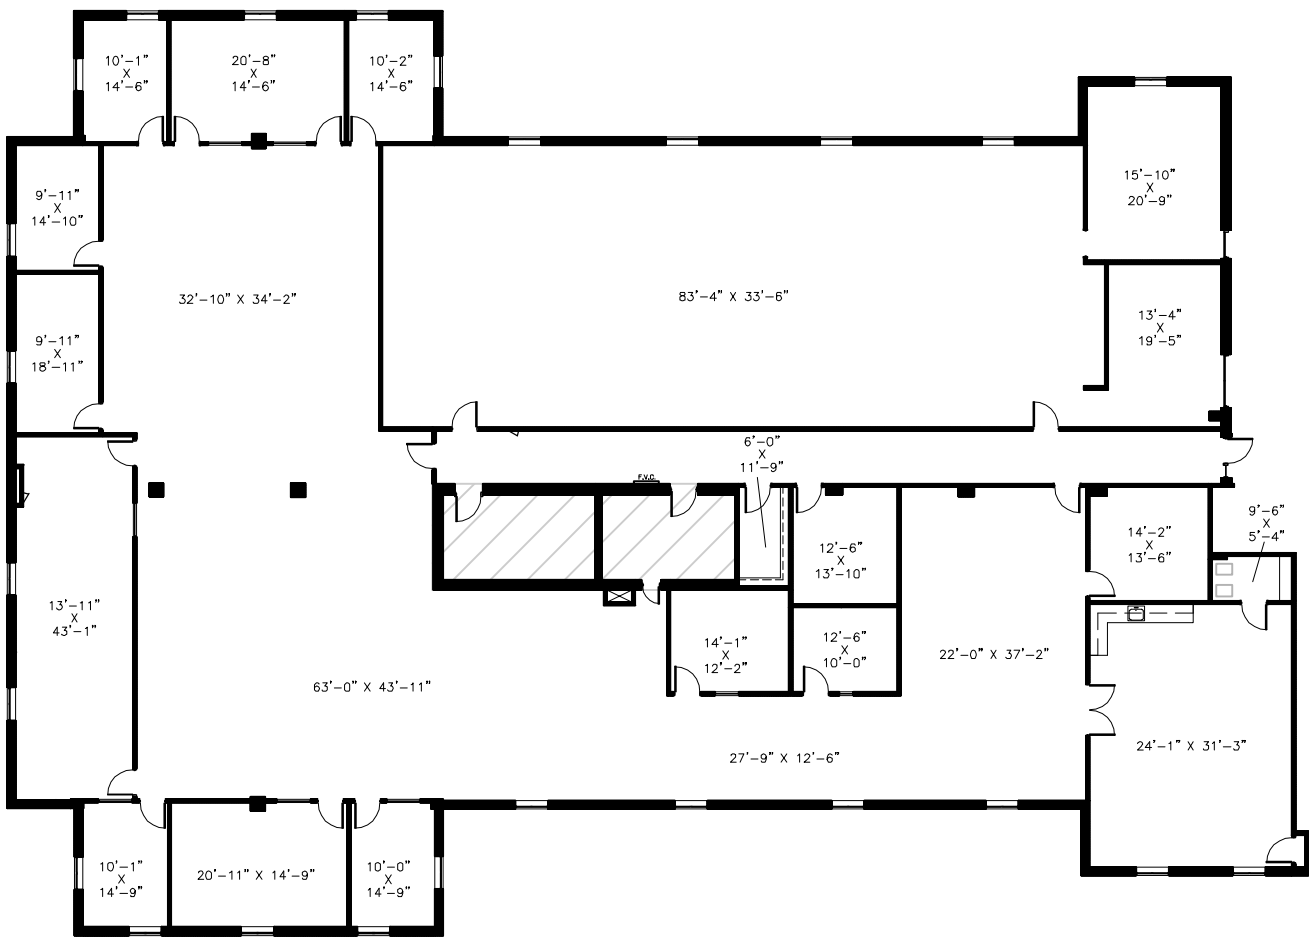 10'-1"
X
14'-6"
20'-8"
X
14'-6"
10'-2"
X
14'-6"
15'-10"
X
20'-9"
9'-11"
X
14'-10"
32'-10" X 34'-2"
83'-4" X 33'-6"
13'-4"
X
19'-5"
9'-11"
X
18'-11"
6'-0"
X
11'-9"
F.V.C.
9'-6"
X
5'-4"
14'-2"
X
13'-6"
12'-6"
X
13'-10"
13'-11"
X
43'-1"
14'-1"
X
12'-2"
12'-6"
X
10'-0"
22'-0" X 37'-2"
63'-0" X 43'-11"
24'-1" X 31'-3"
27'-9" X 12'-6"
10'-1"
X
14'-9"
20'-11" X 14'-9"
10'-0"
X
14'-9"